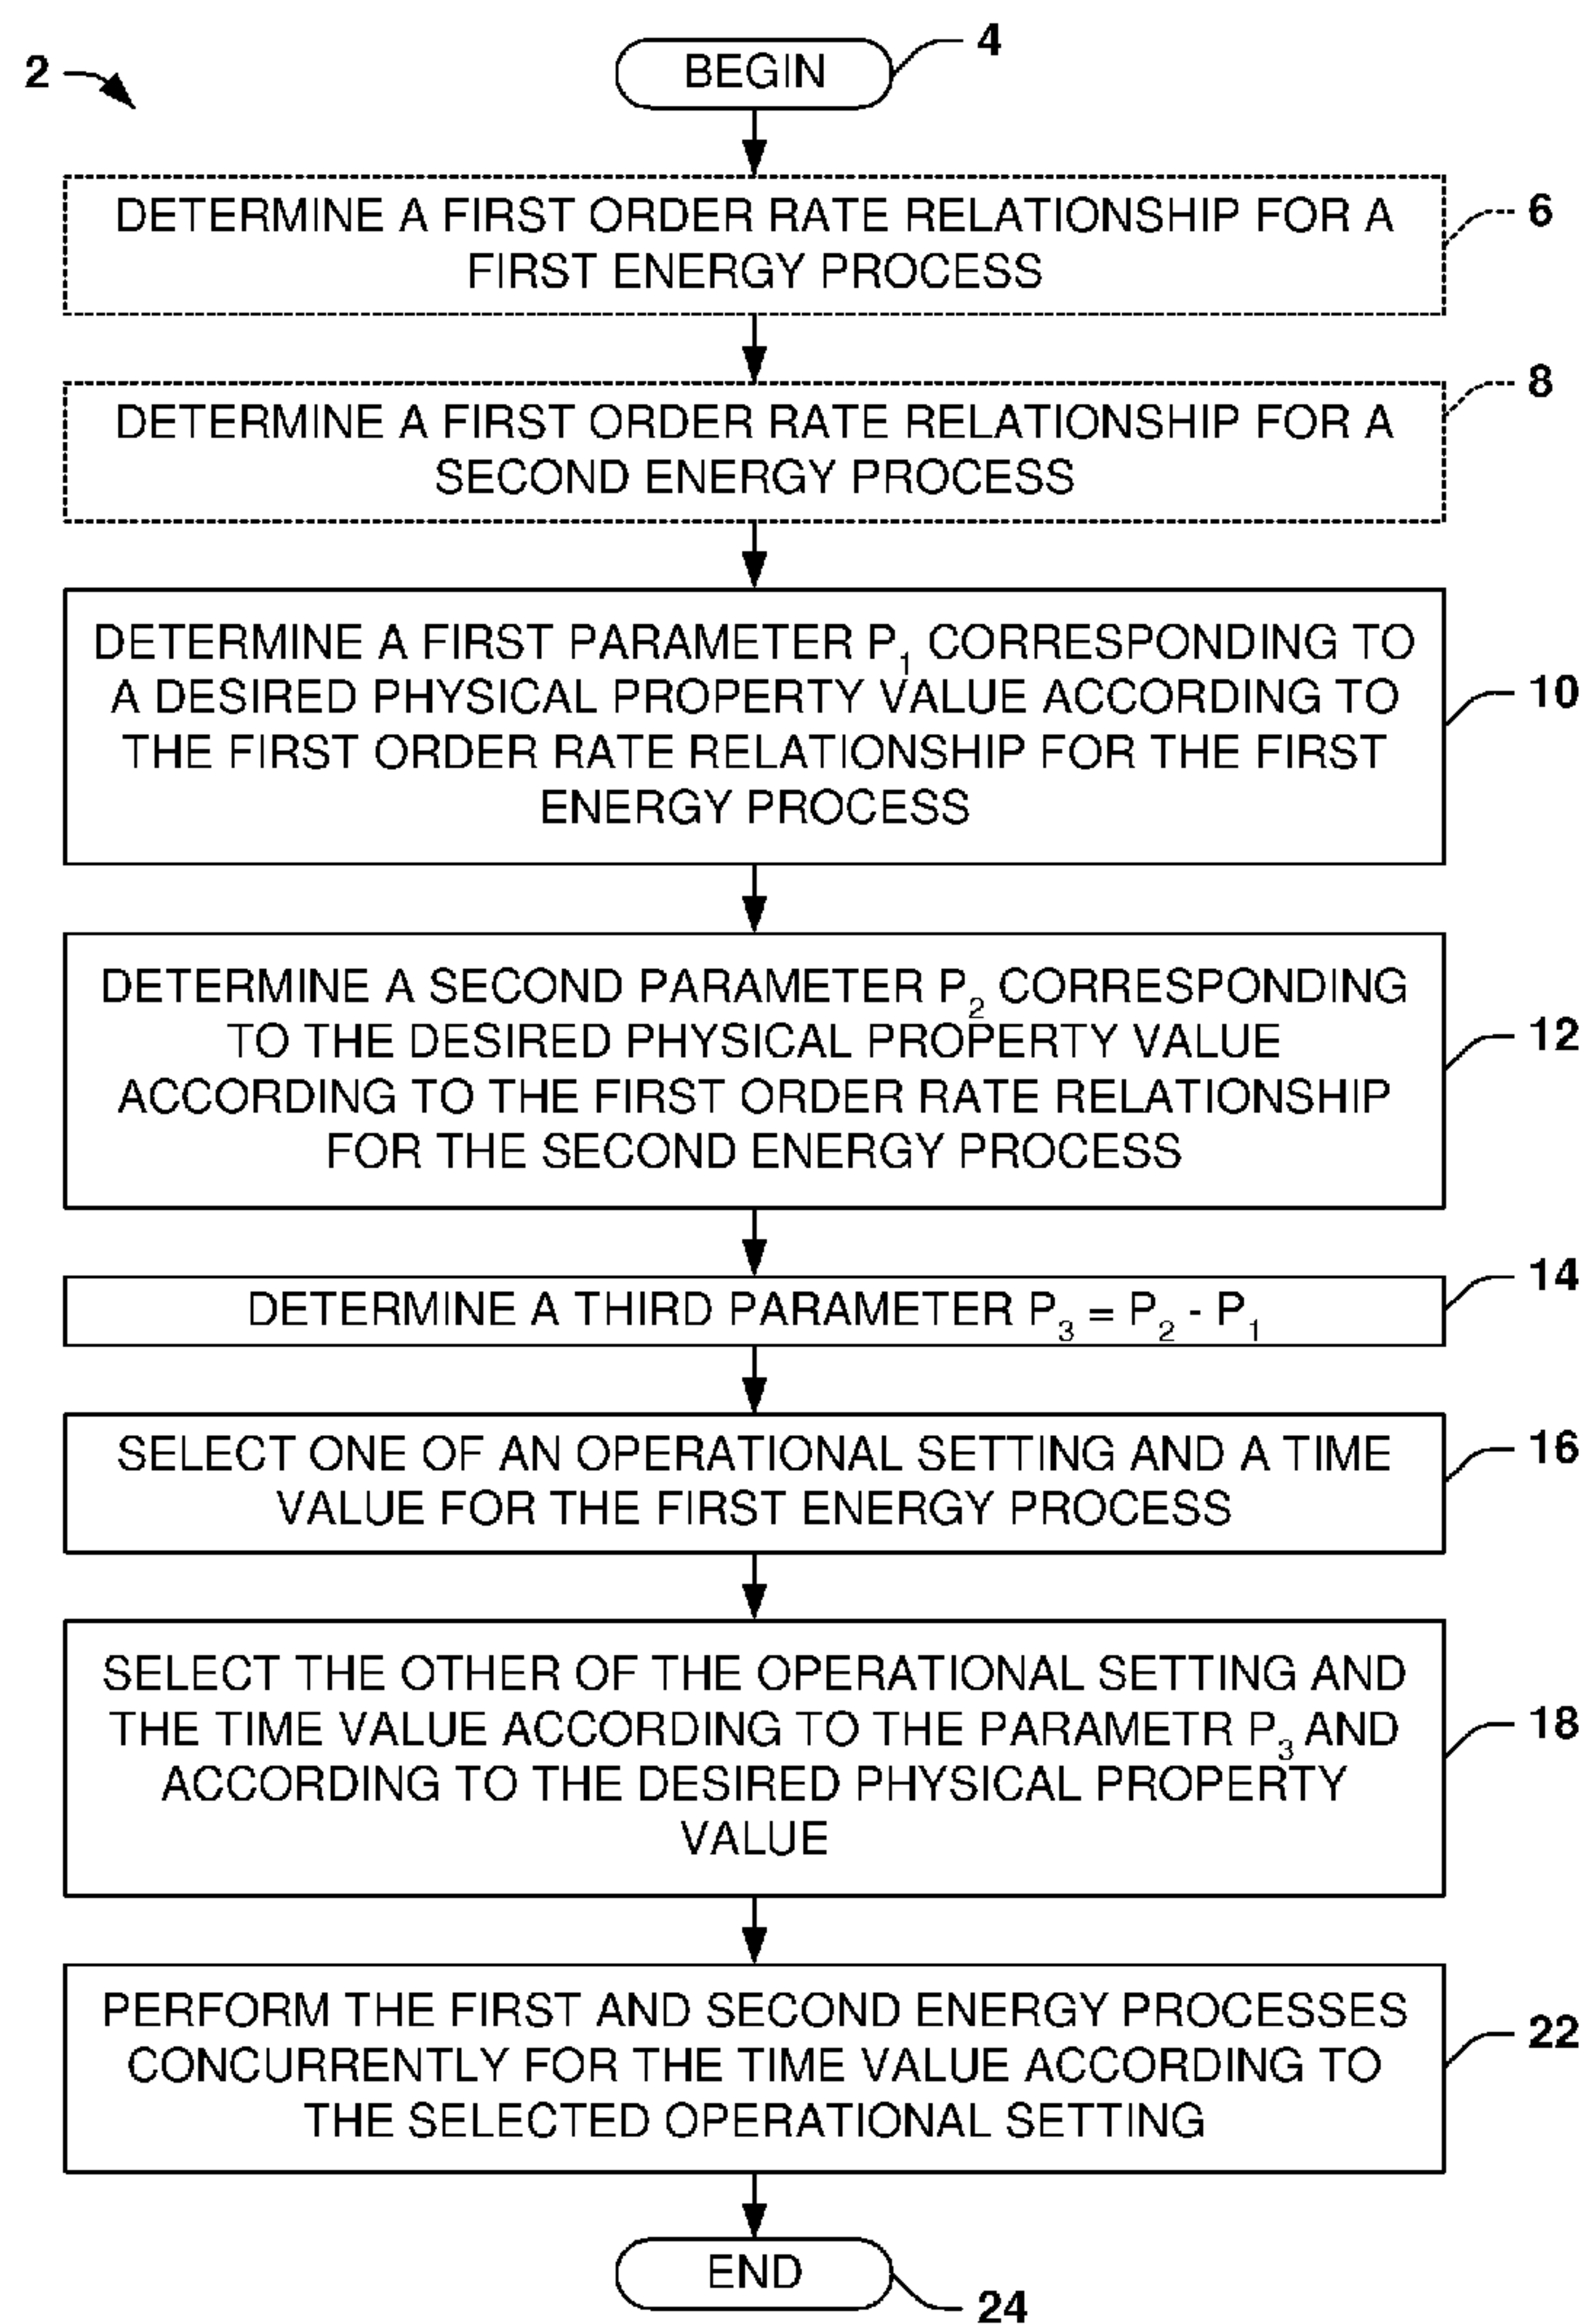 2
BEGIN
4
DETERMINE A FIRST ORDER RATE RELATIONSHIP FOR A
FIRST ENERGY PROCESS
6
DETERMINE A FIRST ORDER RATE RELATIONSHIP FOR A
SECOND ENERGY PROCESS
8
DETERMINE A FIRST PARAMETER P₁ CORRESPONDING TO
A DESIRED PHYSICAL PROPERTY VALUE ACCORDING TO
THE FIRST ORDER RATE RELATIONSHIP FOR THE FIRST
ENERGY PROCESS
10
DETERMINE A SECOND PARAMETER P₂ CORRESPONDING
TO THE DESIRED PHYSICAL PROPERTY VALUE
ACCORDING TO THE FIRST ORDER RATE RELATIONSHIP
FOR THE SECOND ENERGY PROCESS
12
DETERMINE A THIRD PARAMETER P₃ = P₂ - P₁
14
SELECT ONE OF AN OPERATIONAL SETTING AND A TIME
VALUE FOR THE FIRST ENERGY PROCESS
16
SELECT THE OTHER OF THE OPERATIONAL SETTING AND
THE TIME VALUE ACCORDING TO THE PARAMETR P₃ AND
ACCORDING TO THE DESIRED PHYSICAL PROPERTY
VALUE
18
PERFORM THE FIRST AND SECOND ENERGY PROCESSES
CONCURRENTLY FOR THE TIME VALUE ACCORDING TO
THE SELECTED OPERATIONAL SETTING
22
END
24